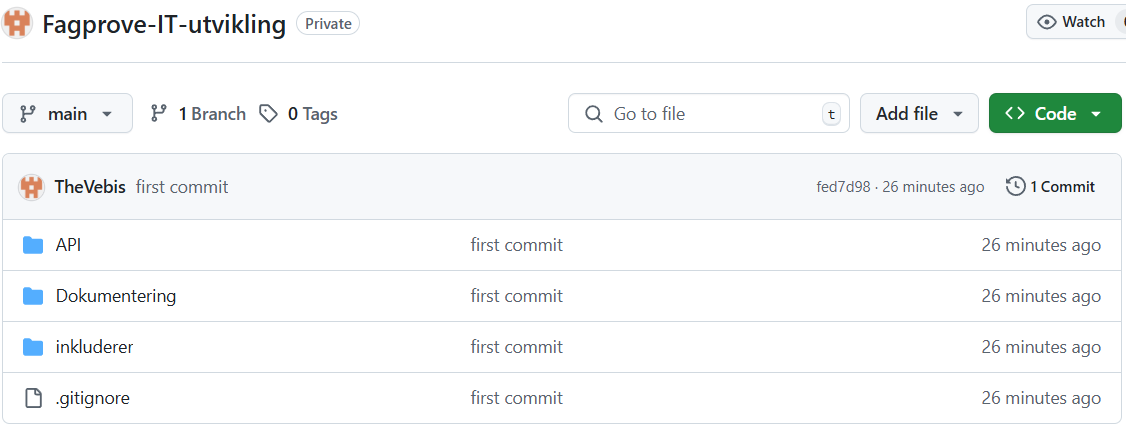 Fagprove-IT-utvikling Private Watch
main 1 Branch 0 Tags Go to file t Add file Code
TheVebis first commit fed7d98 · 26 minutes ago 1 Commit
API first commit 26 minutes ago
Dokumentering first commit 26 minutes ago
inkluderer first commit 26 minutes ago
.gitignore first commit 26 minutes ago